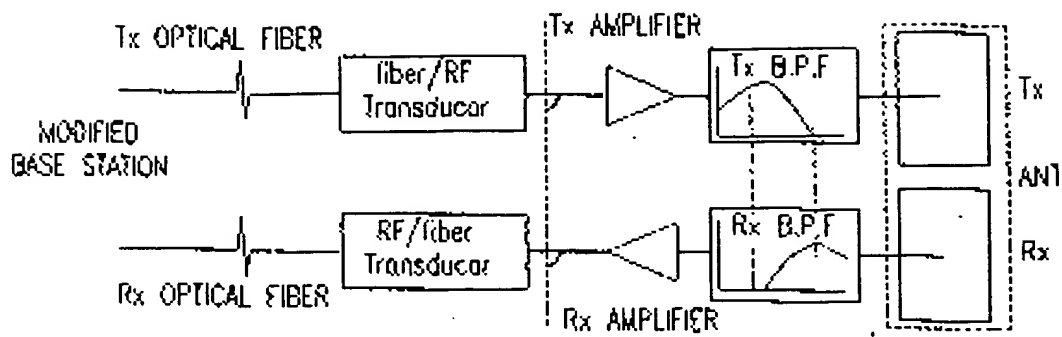 Tx OPTICAL FIBER
fiber/RF
Transducar
Tx AMPLIFIER
Tx B.P.F
Tx
MODIFIED
BASE STATION
ANT
RF/fiber
Transducar
Rx B.P.F
Rx
Rx OPTICAL FIBER
Rx AMPLIFIER